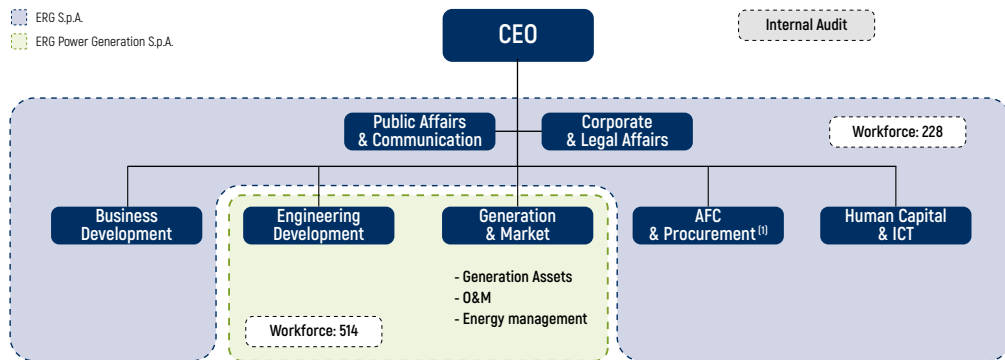 ERG S.p.A.
ERG Power Generation S.p.A.
CEO
Internal Audit
Public Affairs
& Communication
Corporate
& Legal Affairs
Workforce: 228
Business
Development
Engineering
Development
Generation
& Market
AFC
& Procurement (1)
Human Capital
& ICT
- Generation Assets
- O&M
- Energy management
Workforce: 514